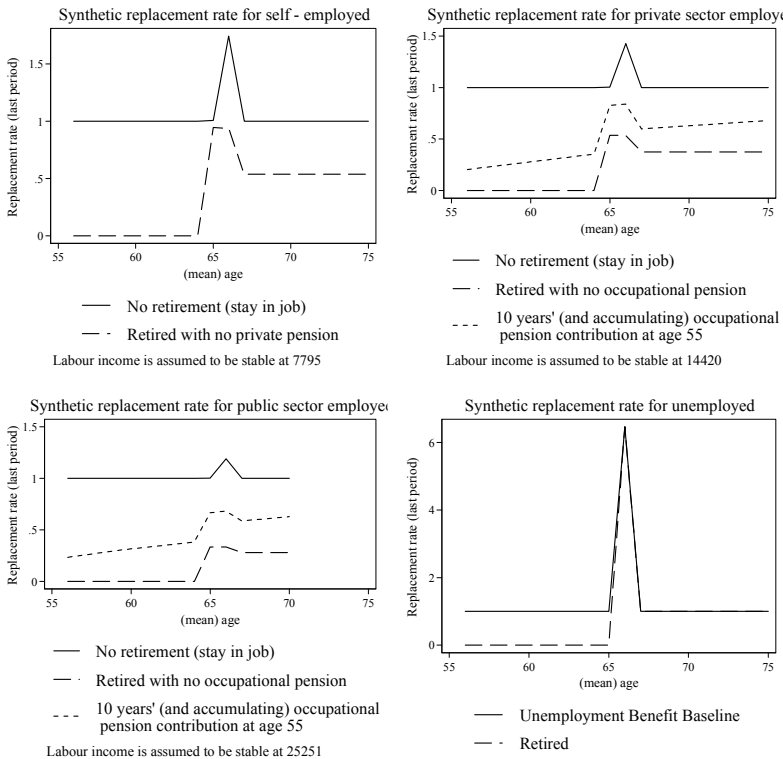 Synthetic replacement rate for self - employed
Replacement rate (last period)
1.5
1
.5
0
55 60 65 70 75
(mean) age
No retirement (stay in job)
Retired with no private pension
Labour income is assumed to be stable at 7795
Synthetic replacement rate for private sector employe
Replacement rate (last period)
1.5
1
.5
0
55 60 65 70 75
(mean) age
No retirement (stay in job)
Retired with no occupational pension
10 years' (and accumulating) occupational
pension contribution at age 55
Labour income is assumed to be stable at 14420
Synthetic replacement rate for public sector employe
Replacement rate (last period)
1.5
1
.5
0
55 60 65 70 75
(mean) age
No retirement (stay in job)
Retired with no occupational pension
10 years' (and accumulating) occupational
pension contribution at age 55
Labour income is assumed to be stable at 25251
Synthetic replacement rate for unemployed
Replacement rate (last period)
6
4
2
0
55 60 65 70 75
(mean) age
Unemployment Benefit Baseline
Retired